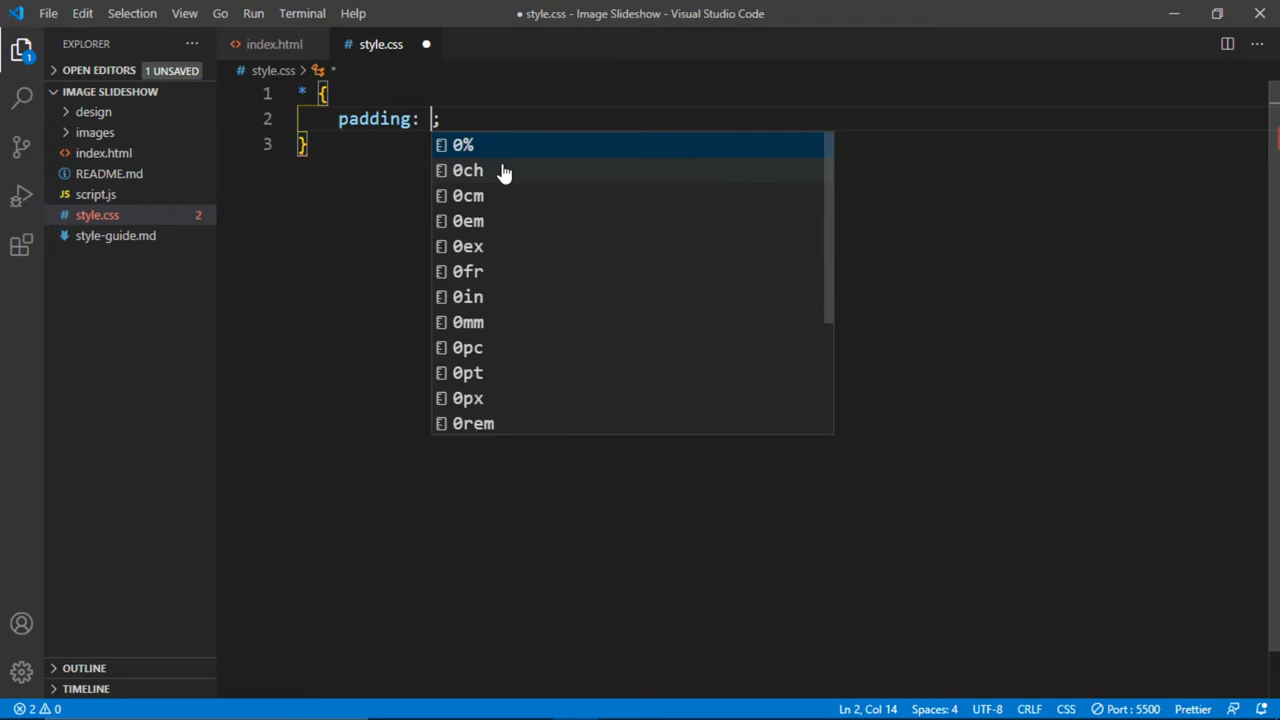 File Edit Selection View Go Run Terminal Help ● style.css - Image Slideshow - Visual Studio Code
EXPLORER ···
<> index.html # style.css ●
OPEN EDITORS 1 UNSAVED
# style.css > *
IMAGE SLIDESHOW
design
images
<> index.html
README.md
JS script.js
# style.css 2
style-guide.md
1
1 * {
2 padding: ;
3 }
0%
0ch
0cm
0em
0ex
0fr
0in
0mm
0pc
0pt
0px
0rem
OUTLINE
TIMELINE
2 0 Ln 2, Col 14 Spaces: 4 UTF-8 CRLF CSS Port : 5500 Prettier